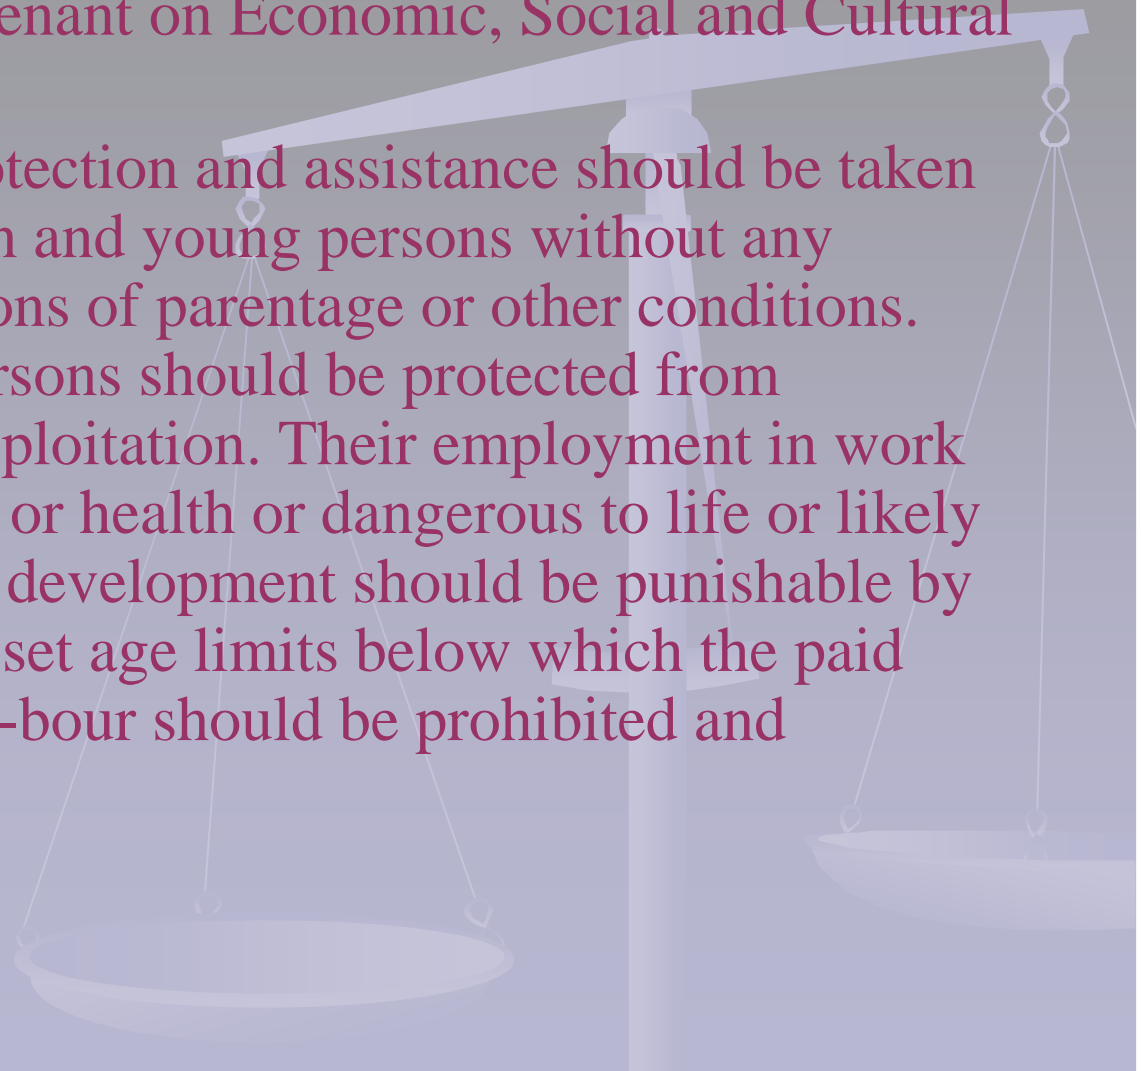 enant on Economic, Social and Cultural
otection and assistance should be taken
n and young persons without any
ons of parentage or other conditions.
rsons should be protected from
ploitation. Their employment in work
or health or dangerous to life or likely
development should be punishable by
set age limits below which the paid
-bour should be prohibited and